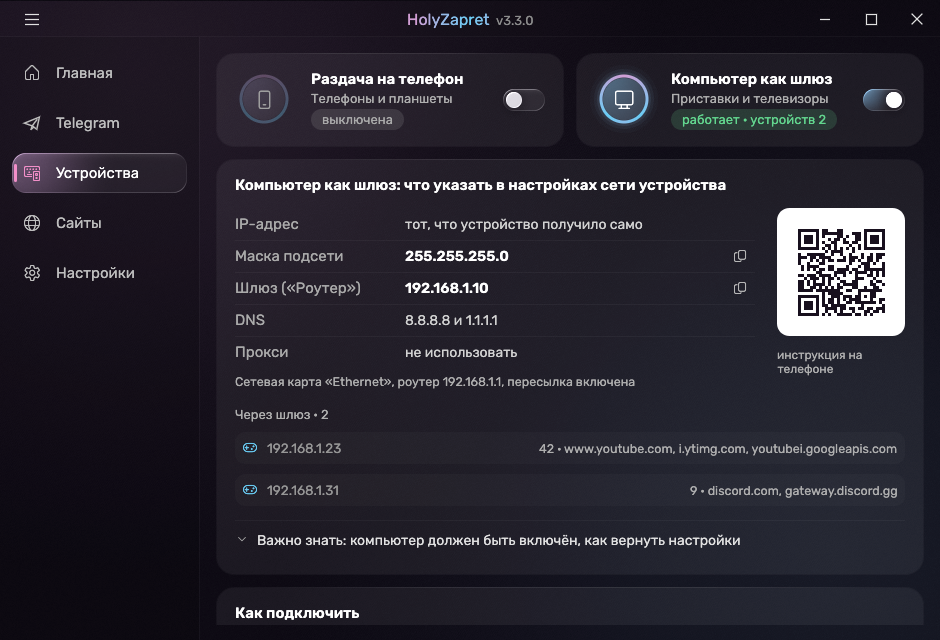 HolyZapret v3.3.0
Главная
Telegram
Устройства
Сайты
Настройки
Раздача на телефон
Телефоны и планшеты
выключена
Компьютер как шлюз
Приставки и телевизоры
работает • устройств 2
Компьютер как шлюз: что указать в настройках сети устройства
IP-адрес тот, что устройство получило само
Маска подсети 255.255.255.0
Шлюз («Роутер») 192.168.1.10
DNS 8.8.8.8 и 1.1.1.1
Прокси не использовать
инструкция на
телефоне
Сетевая карта «Ethernet», роутер 192.168.1.1, пересылка включена
Через шлюз • 2
192.168.1.23 42 • www.youtube.com, i.ytimg.com, youtubei.googleapis.com
192.168.1.31 9 • discord.com, gateway.discord.gg
Важно знать: компьютер должен быть включён, как вернуть настройки
Как подключить